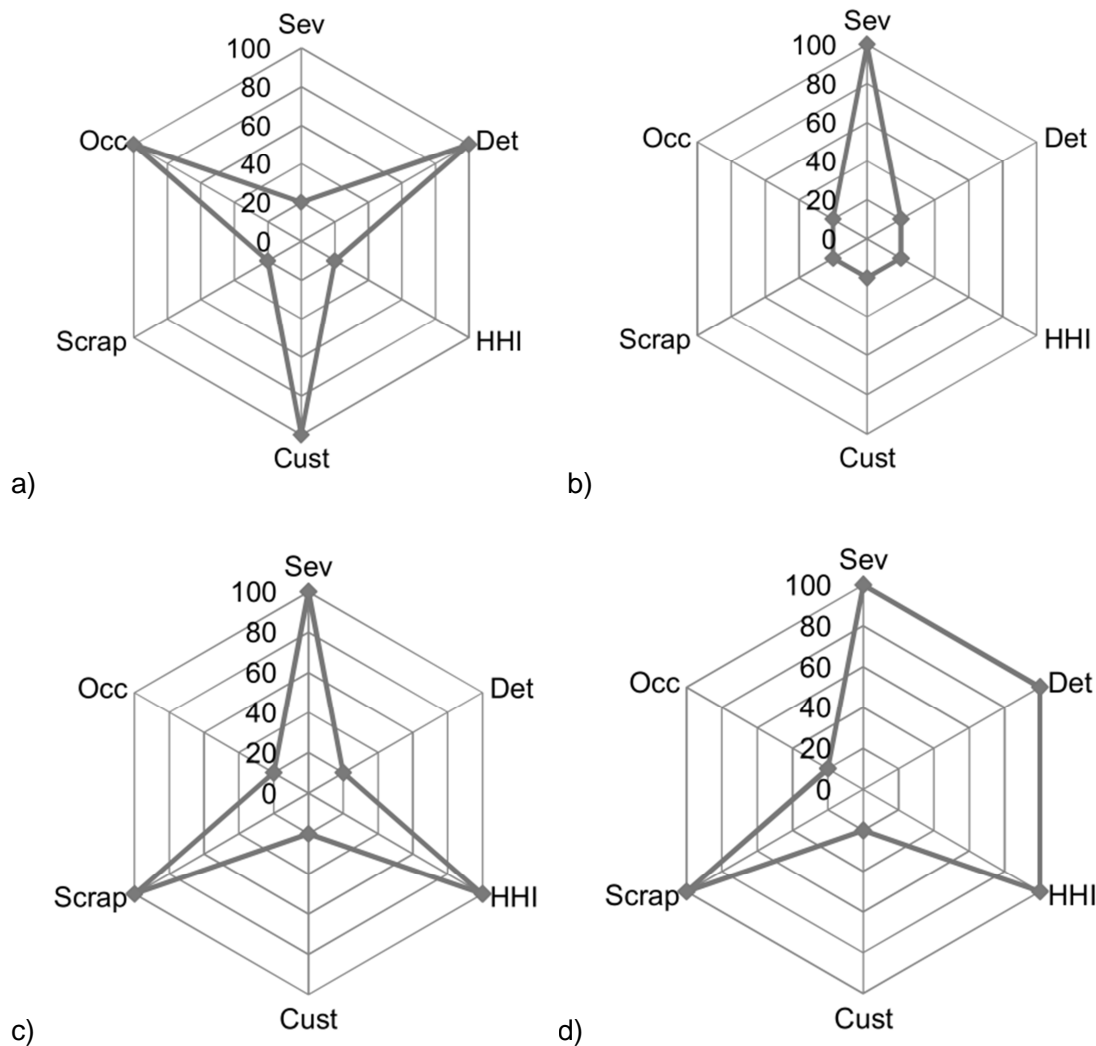 Sev
100
80
60
40
20
0
Occ
Det
Scrap
HHI
Cust
a)
Sev
100
80
60
40
20
0
Occ
Det
Scrap
HHI
Cust
b)
Sev
100
80
60
40
20
0
Occ
Det
Scrap
HHI
Cust
c)
Sev
100
80
60
40
20
0
Occ
Det
Scrap
HHI
Cust
d)